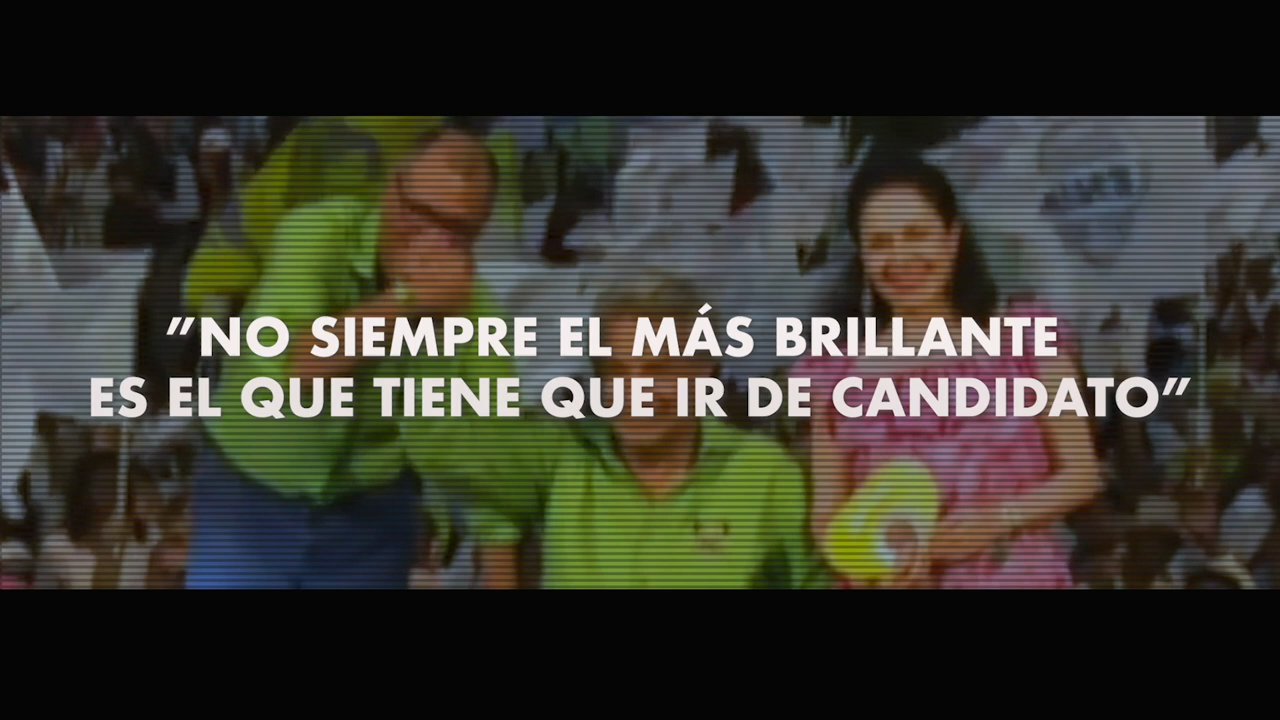 "NO SIEMPRE EL MÁS BRILLANTE
ES EL QUE TIENE QUE IR DE CANDIDATO"